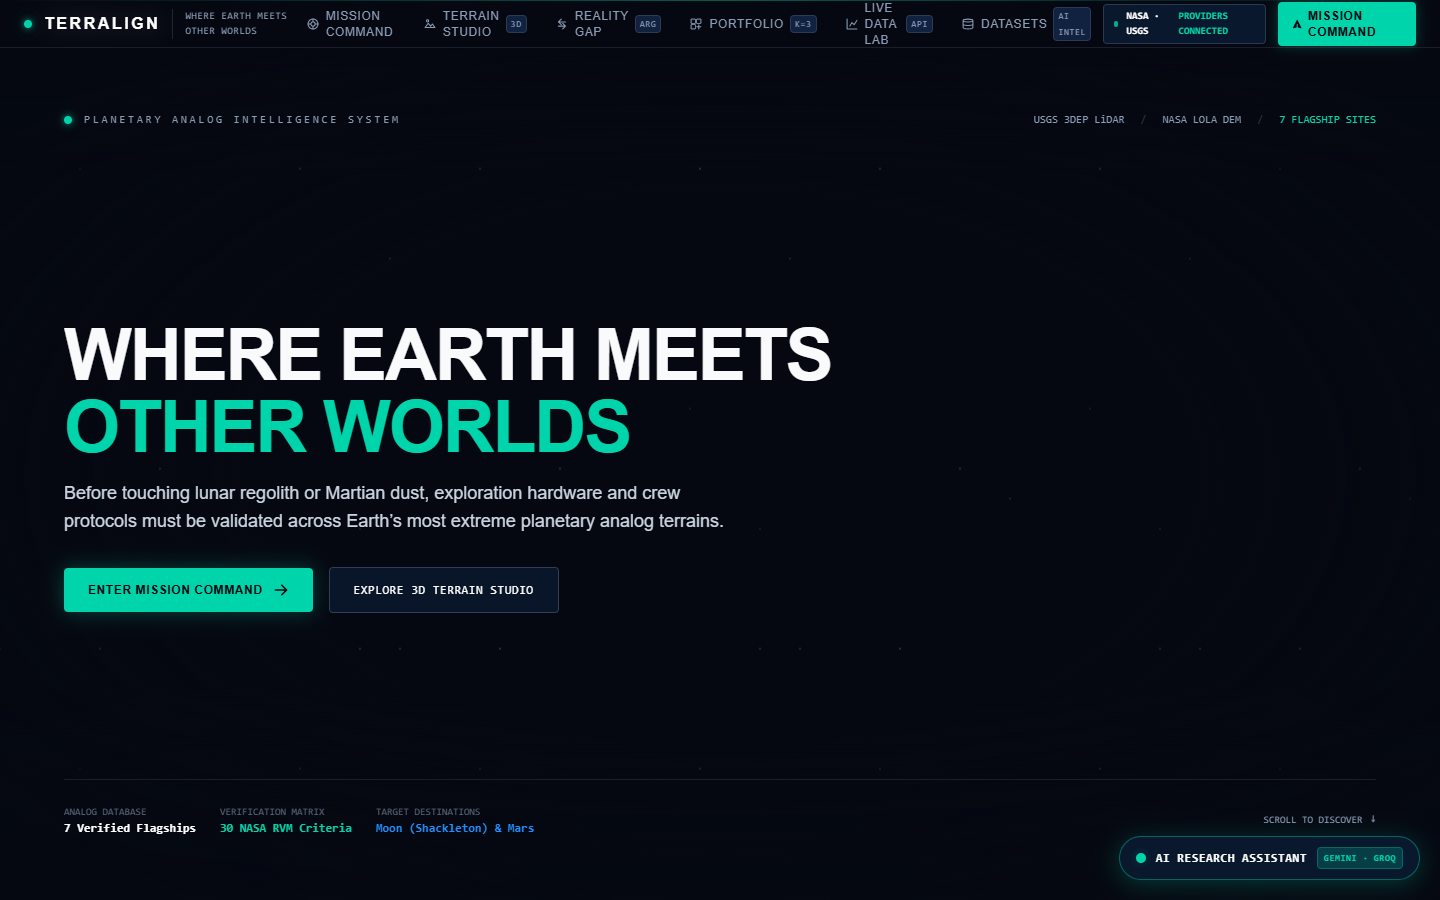 TERRALIGN
WHERE EARTH MEETS
OTHER WORLDS
MISSION
COMMAND
TERRAIN
STUDIO
3D
REALITY
GAP
ARG
PORTFOLIO
K=3
LIVE
DATA
LAB
API
DATASETS
AI
INTEL
NASA ·
USGS
PROVIDERS
CONNECTED
MISSION
COMMAND
PLANETARY ANALOG INTELLIGENCE SYSTEM
USGS 3DEP LiDAR / NASA LOLA DEM / 7 FLAGSHIP SITES
WHERE EARTH MEETS
OTHER WORLDS
Before touching lunar regolith or Martian dust, exploration hardware and crew
protocols must be validated across Earth’s most extreme planetary analog terrains.
ENTER MISSION COMMAND →
EXPLORE 3D TERRAIN STUDIO
ANALOG DATABASE
7 Verified Flagships
VERIFICATION MATRIX
30 NASA RVM Criteria
TARGET DESTINATIONS
Moon (Shackleton) & Mars
SCROLL TO DISCOVER ↓
AI RESEARCH ASSISTANT
GEMINI · GROQ